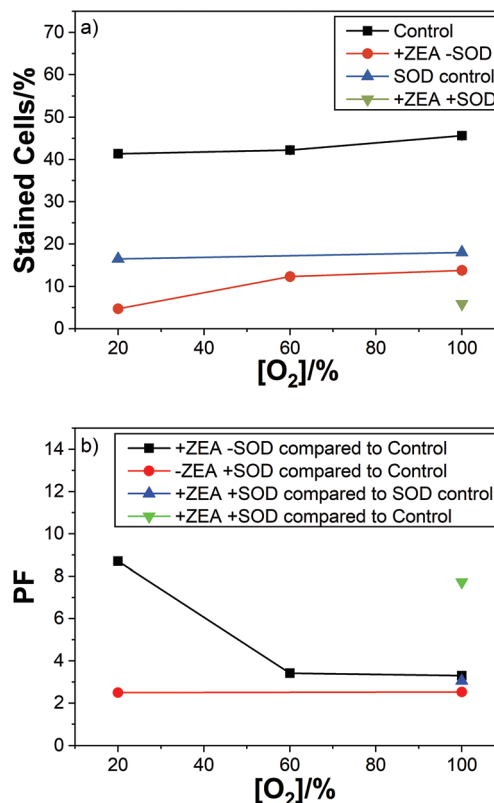 a)
Control
+ZEA -SOD
SOD control
+ZEA +SOD
Stained Cells/%
70
60
50
40
30
20
10
0
20 40 60 80 100
[O₂]/%
b)
+ZEA -SOD compared to Control
-ZEA +SOD compared to Control
+ZEA +SOD compared to SOD control
+ZEA +SOD compared to Control
PF
14
12
10
8
6
4
2
0
20 40 60 80 100
[O₂]/%